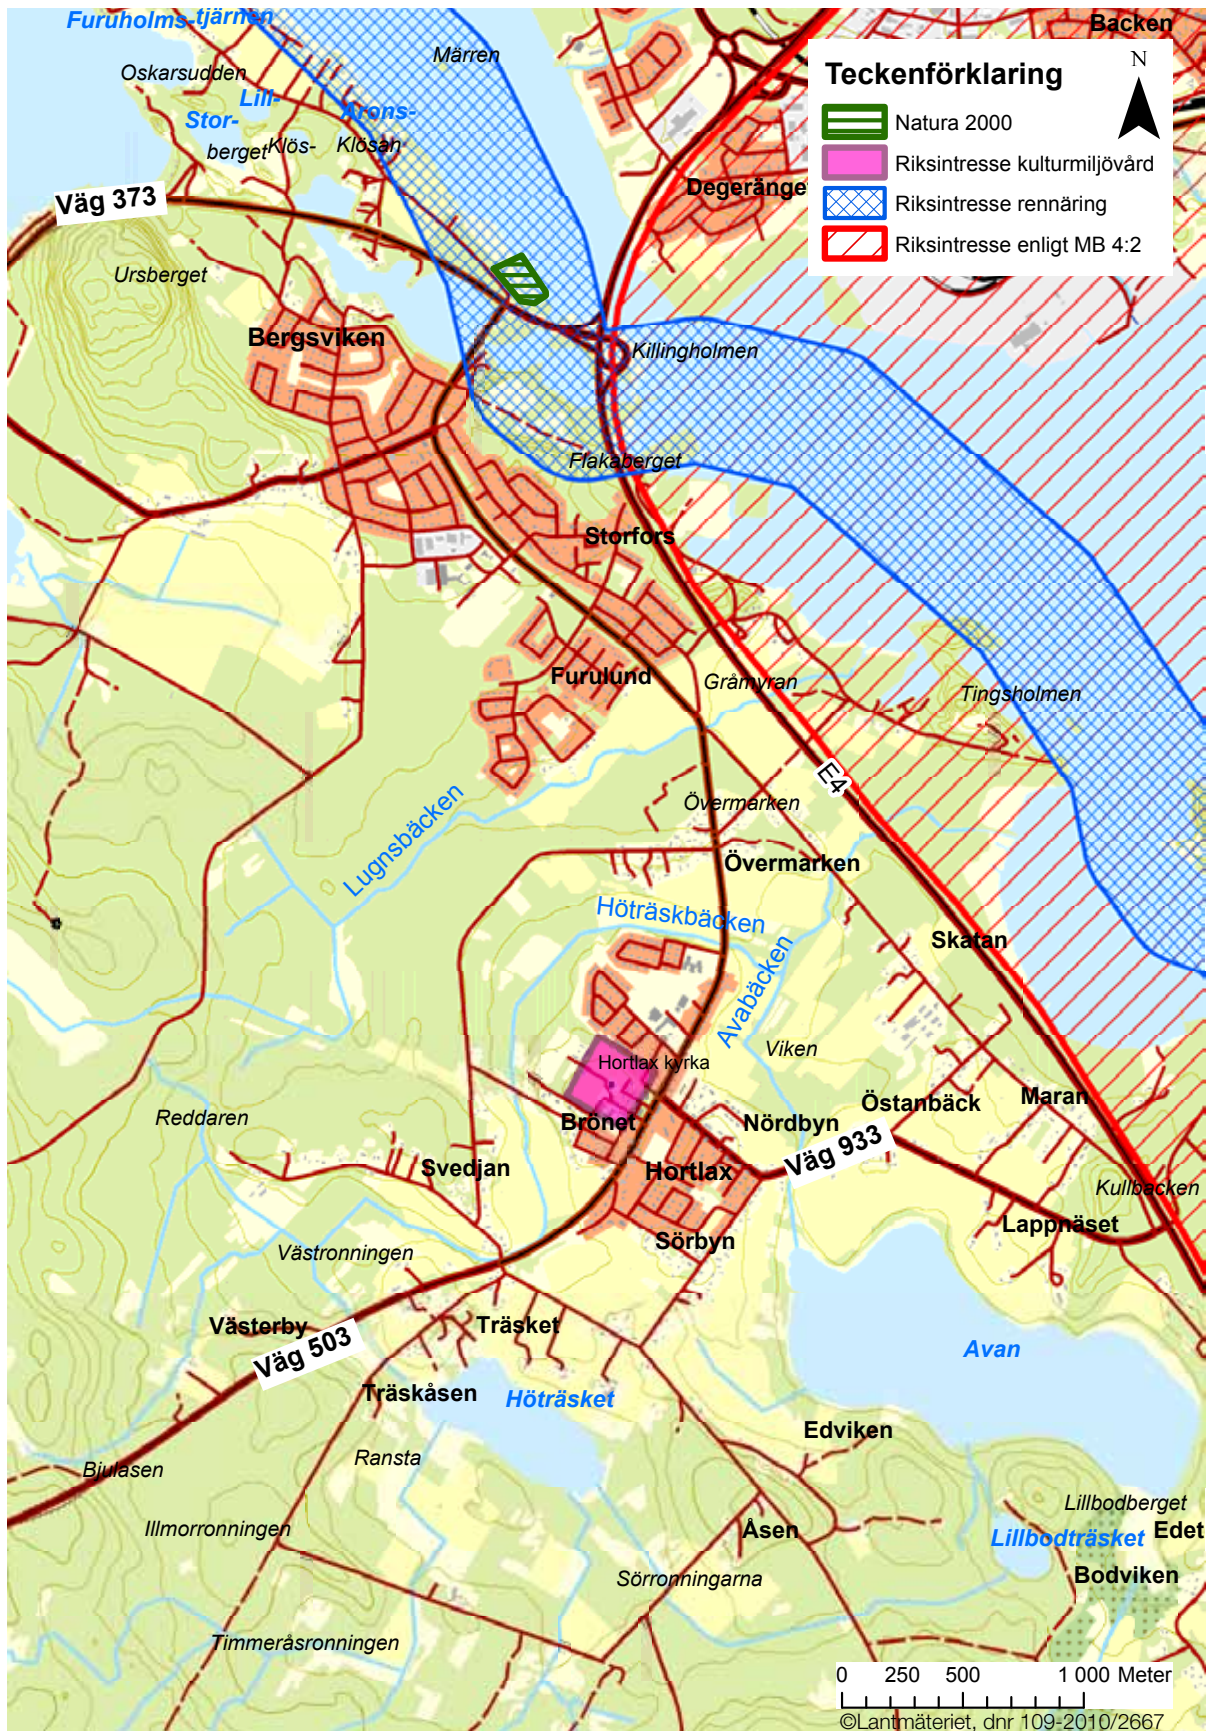 Furuholms-tjärnen
Backen
Märren
Teckenförklaring
N
Oskarsudden
Lill-
Arons-
Stor-
Natura 2000
berget
Klös-
Klösan
Riksintresse kulturmiljövård
Väg 373
Degeränget
Riksintresse rennäring
Riksintresse enligt MB 4:2
Ursberget
Bergsviken
Killingholmen
Flakaberget
Storfors
Furulund
Gråmyran
Tingsholmen
E4
Lugnsbäcken
Övermarken
Övermarken
Höträskbäcken
Skatan
Avabäcken
Viken
Hortlax kyrka
Reddaren
Brönet
Nördbyn
Östanbäck
Maran
Svedjan
Hortlax
Väg 933
Kullbacken
Lappnäset
Västronningen
Sörbyn
Västerby
Träsket
Väg 503
Avan
Träskåsen
Höträsket
Edviken
Ransta
Bjulasen
Lillbodberget
Illmorronningen
Åsen
Lillbodträsket
Edet
Sörronningarna
Bodviken
Timmeråsronningen
0 250 500 1 000 Meter
©Lantmäteriet, dnr 109-2010/2667